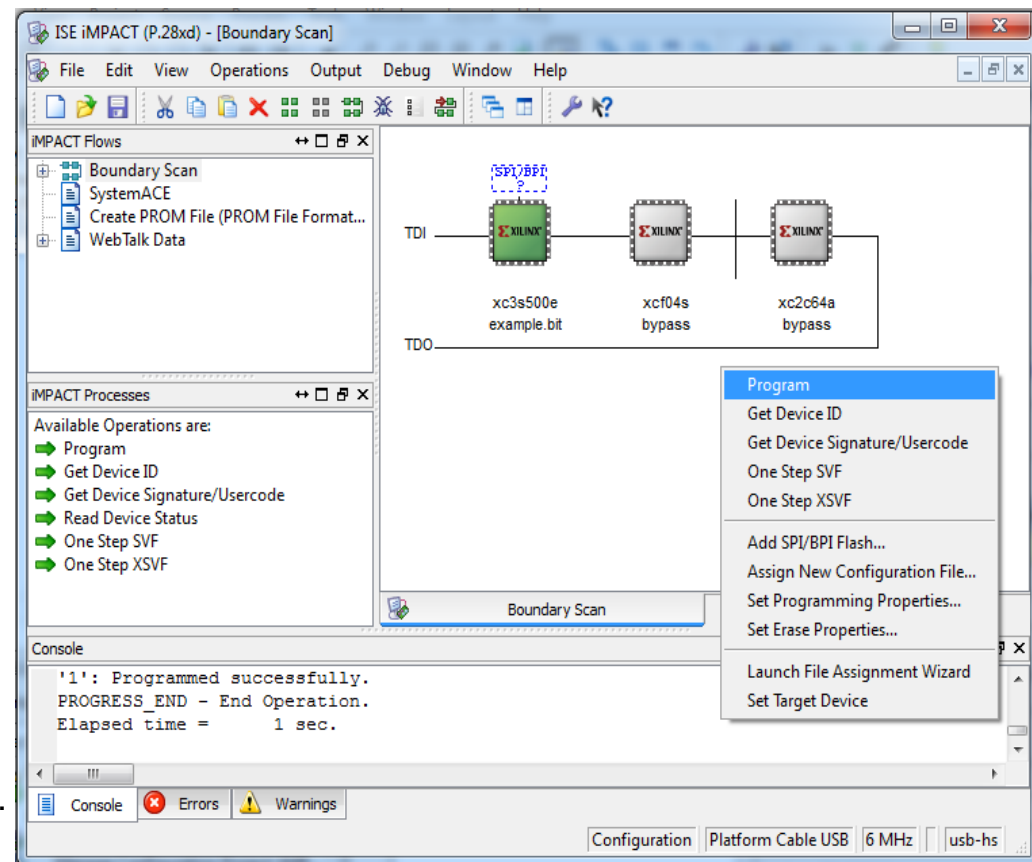 ISE iMPACT (P.28xd) - [Boundary Scan]
File Edit View Operations Output Debug Window Help
iMPACT Flows
Boundary Scan
SystemACE
Create PROM File (PROM File Format...
WebTalk Data
SPI/BPI
?
TDI
XILINX
XILINX
XILINX
xc3s500e
example.bit
xcf04s
bypass
xc2c64a
bypass
TDO
iMPACT Processes
Available Operations are:
Program
Get Device ID
Get Device Signature/Usercode
Read Device Status
One Step SVF
One Step XSVF
Program
Get Device ID
Get Device Signature/Usercode
One Step SVF
One Step XSVF
Add SPI/BPI Flash...
Assign New Configuration File...
Set Programming Properties...
Set Erase Properties...
Launch File Assignment Wizard
Set Target Device
Boundary Scan
Console
'1': Programmed successfully.
PROGRESS_END - End Operation.
Elapsed time = 1 sec.
Console Errors Warnings
Configuration Platform Cable USB 6 MHz usb-hs